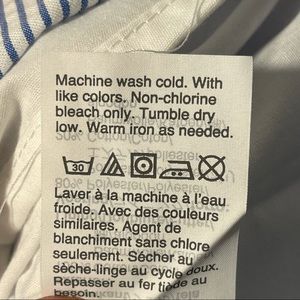 Machine wash cold. With
like colors. Non-chlorine
bleach only. Tumble dry
low. Warm iron as needed.
30
Laver à la machine à l'eau
froide. Avec des couleurs
similaires. Agent de
blanchiment sans chlore
seulement. Sécher au
sèche-linge au cycle doux.
Repasser au fer tiède au
besoin.